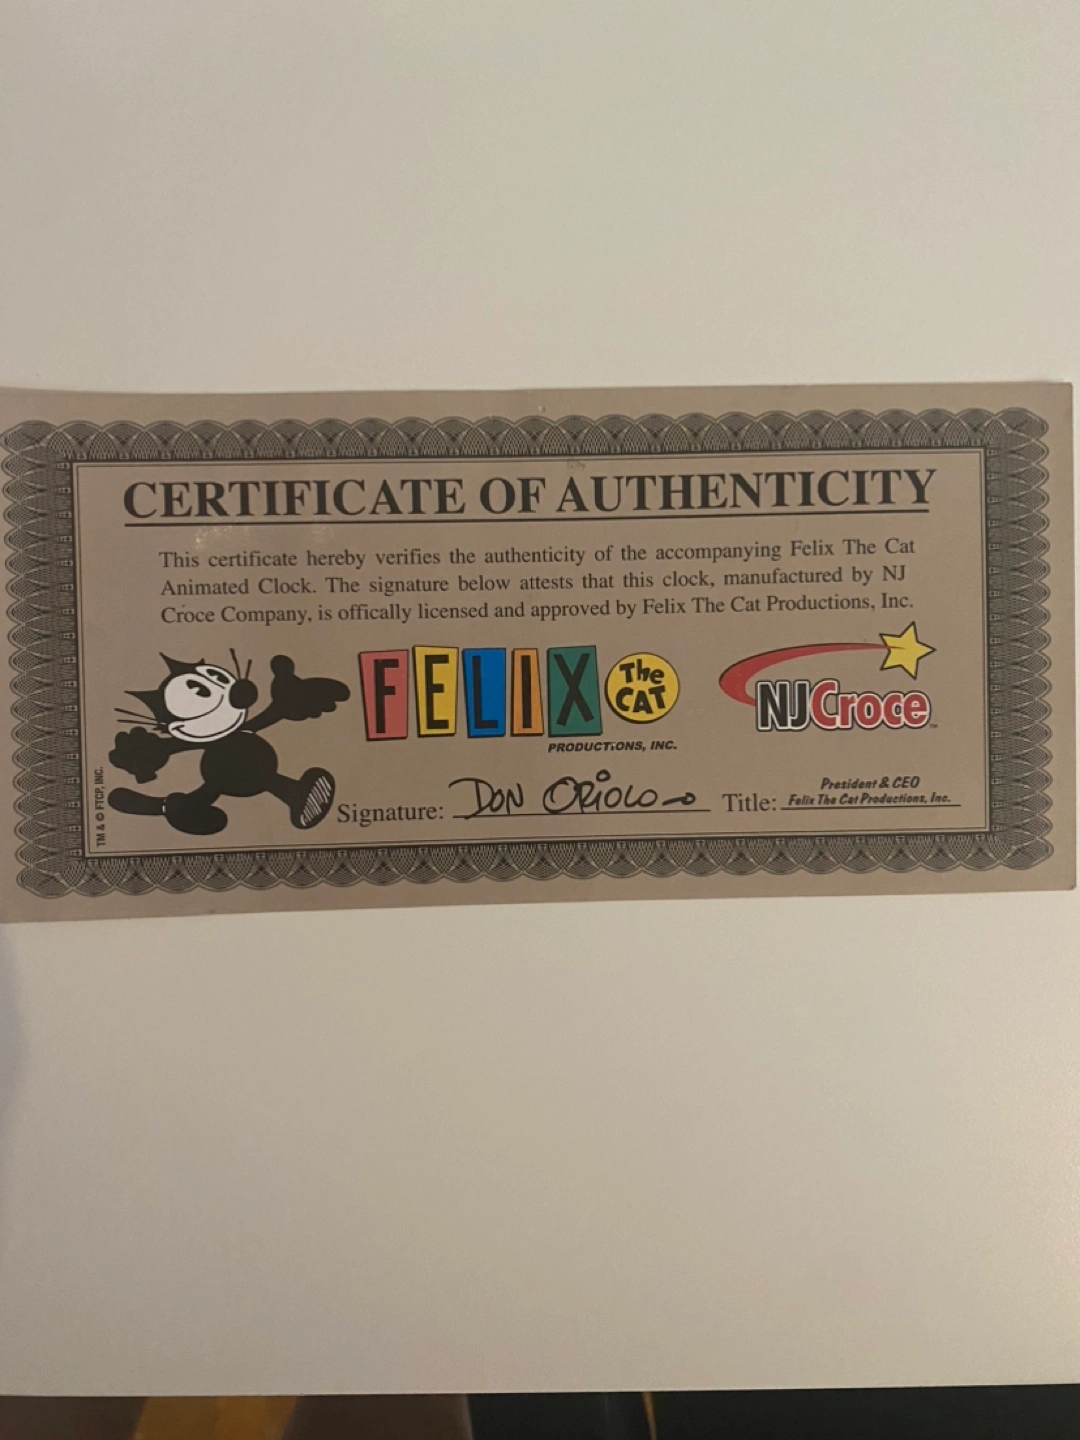 CERTIFICATE OF AUTHENTICITY
This certificate hereby verifies the authenticity of the accompanying Felix The Cat
Animated Clock. The signature below attests that this clock, manufactured by NJ
Croce Company, is offically licensed and approved by Felix The Cat Productions, Inc.
FELIX The CAT
PRODUCTIONS, INC.
NJCroce™
Signature: DON ORIOLO
Title: President & CEO
Felix The Cat Productions, Inc.
TM & © FTCP, INC.